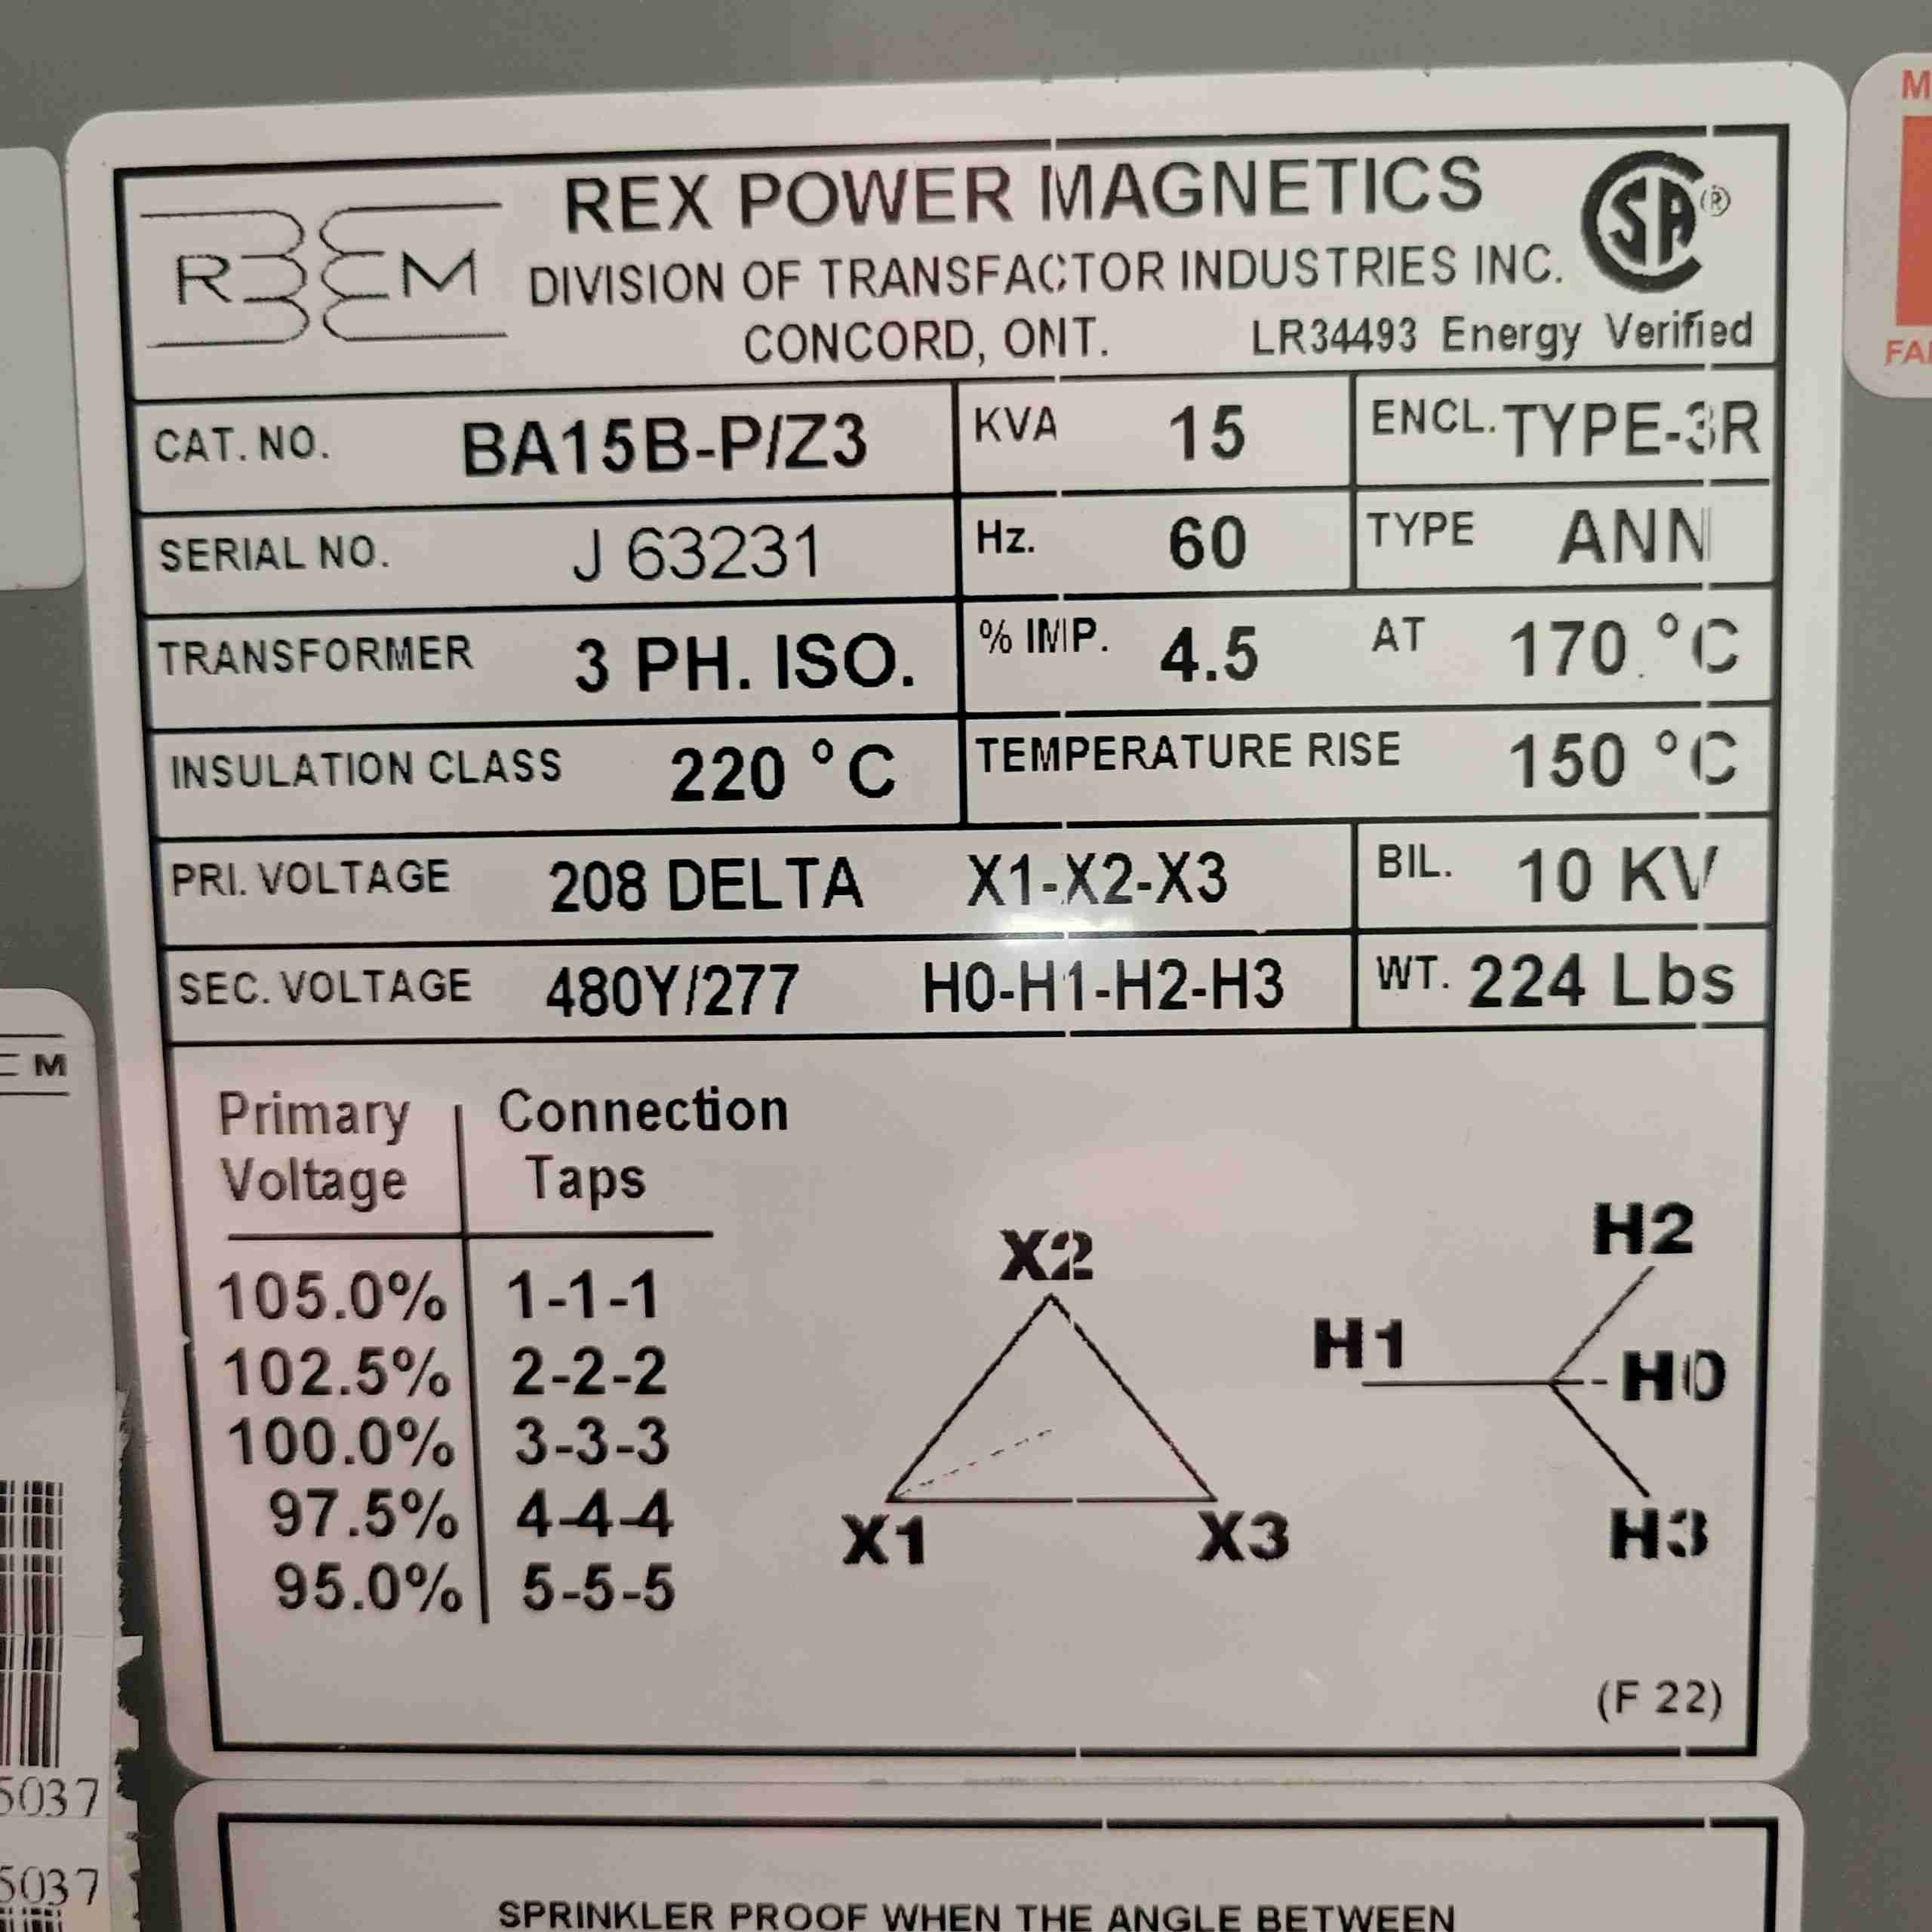 REX POWER MAGNETICS
DIVISION OF TRANSFACTOR INDUSTRIES INC.
CONCORD, ONT. LR34493 Energy Verified
REM
SA®
CAT. NO. BA15B-P/Z3 KVA 15 ENCL. TYPE-3R
SERIAL NO. J 63231 Hz. 60 TYPE ANN
TRANSFORMER 3 PH. ISO. % IMP. 4.5 AT 170 °C
INSULATION CLASS 220 °C TEMPERATURE RISE 150 °C
PRI. VOLTAGE 208 DELTA X1-X2-X3 BIL. 10 KV
SEC. VOLTAGE 480Y/277 H0-H1-H2-H3 WT. 224 Lbs
Primary Connection
Voltage Taps
105.0% 1-1-1
102.5% 2-2-2
100.0% 3-3-3
97.5% 4-4-4
95.0% 5-5-5
X2
X1
X3
H2
H1
H0
H3
(F 22)
SPRINKLER PROOF WHEN THE ANGLE BETWEEN
M
5037
5037